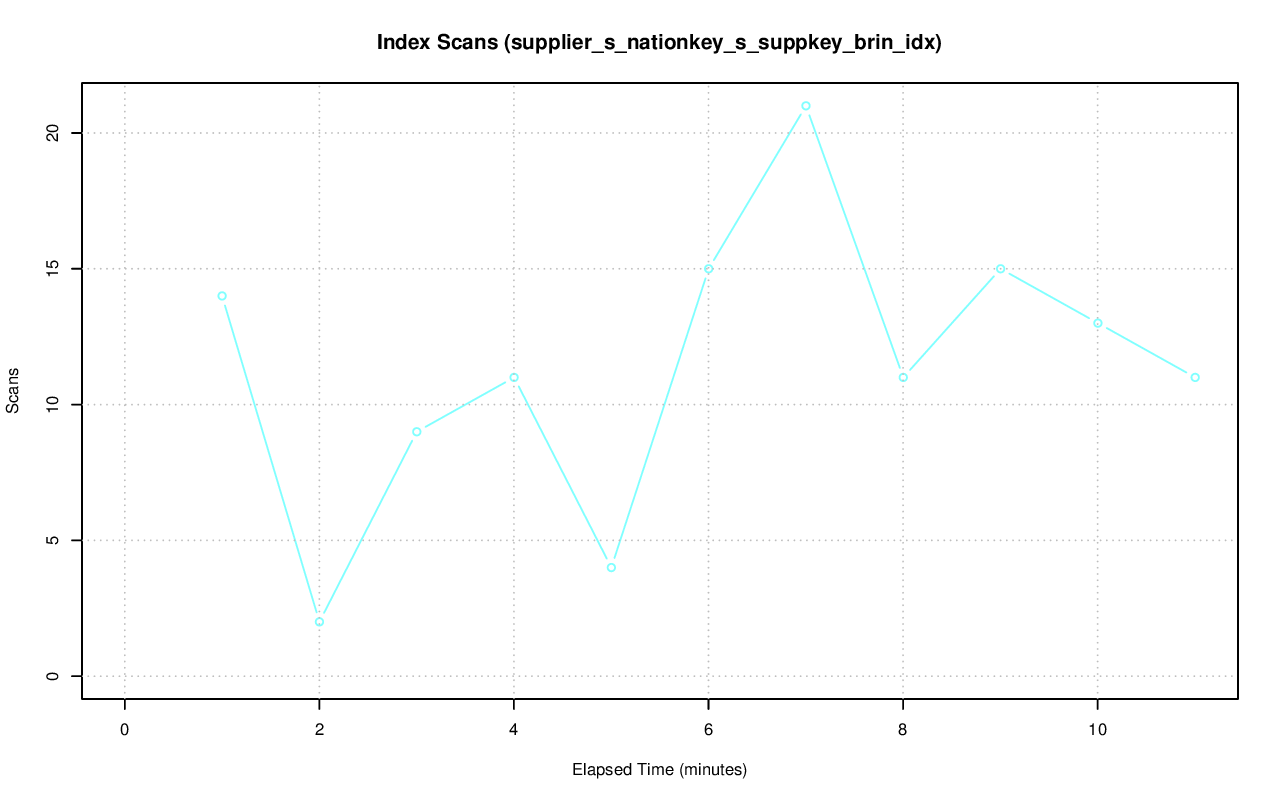 Index Scans (supplier_s_nationkey_s_suppkey_brin_idx)
20
15
10
5
0
Scans
0 2 4 6 8 10
Elapsed Time (minutes)